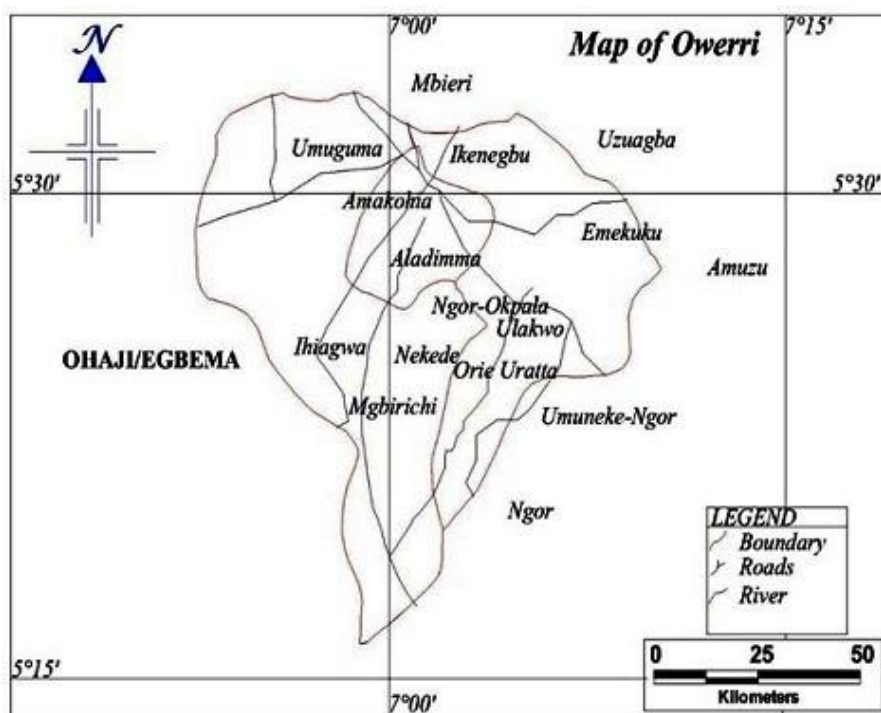 7°00'
7°15'
N
Map of Owerri
Mbieri
Umuguma
Ikenegbu
Uzuagba
5°30'
5°30'
Amakohia
Emekuku
Aladimma
Amuzu
Ngor-Okpala
Ulakwo
OHAJI/EGBEMA
Ihiagwa
Nekede
Orie Uratta
Mgbirichi
Umuneke-Ngor
Ngor
LEGEND
Boundary
Roads
River
5°15'
0 25 50
Kilometers
7°00'